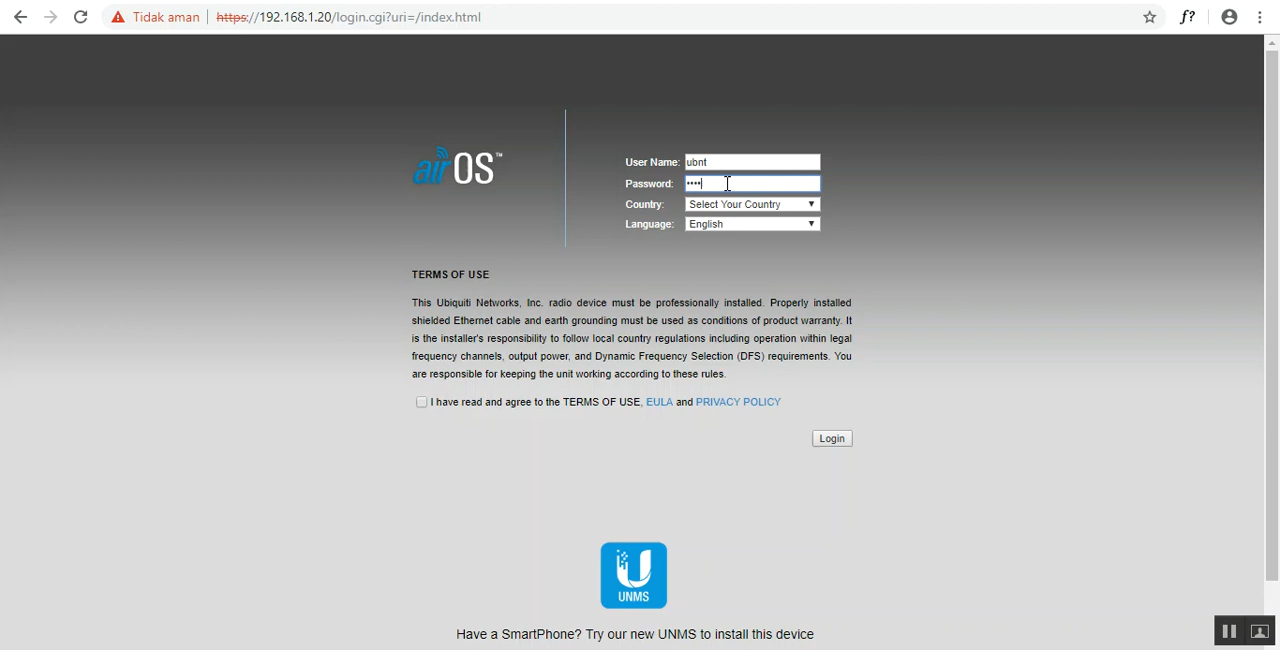 Tidak aman https://192.168.1.20/login.cgi?uri=/index.html f?
airOS™
User Name: ubnt
Password: ••••
Country: Select Your Country
Language: English
TERMS OF USE
This Ubiquiti Networks, Inc. radio device must be professionally installed. Properly installed
shielded Ethernet cable and earth grounding must be used as conditions of product warranty. It
is the installer's responsibility to follow local country regulations including operation within legal
frequency channels, output power, and Dynamic Frequency Selection (DFS) requirements. You
are responsible for keeping the unit working according to these rules.
I have read and agree to the TERMS OF USE, EULA and PRIVACY POLICY
Login
U
UNMS
Have a SmartPhone? Try our new UNMS to install this device